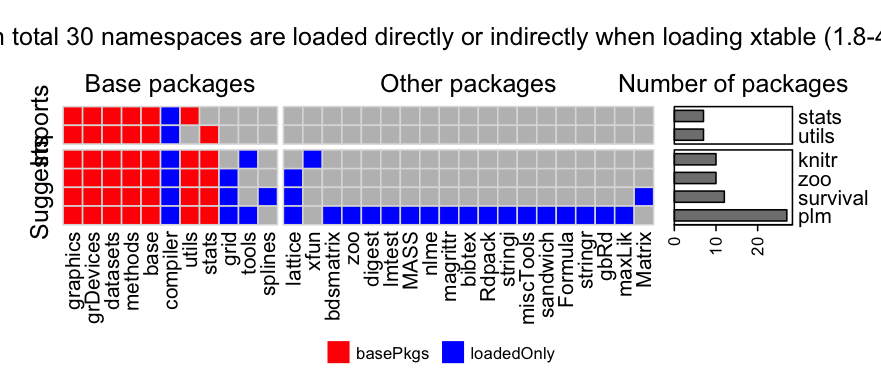 n total 30 namespaces are loaded directly or indirectly when loading xtable (1.8-4
Base packages
Other packages
Number of packages
Imports
Suggests
stats
utils
knitr
zoo
survival
plm
0
10
20
graphics
grDevices
datasets
methods
base
compiler
utils
stats
grid
tools
splines
lattice
xfun
bdsmatrix
zoo
digest
lmtest
MASS
nlme
magrittr
bibtex
Rdpack
stringi
miscTools
sandwich
Formula
stringr
gbRd
maxLik
Matrix
basePkgs
loadedOnly